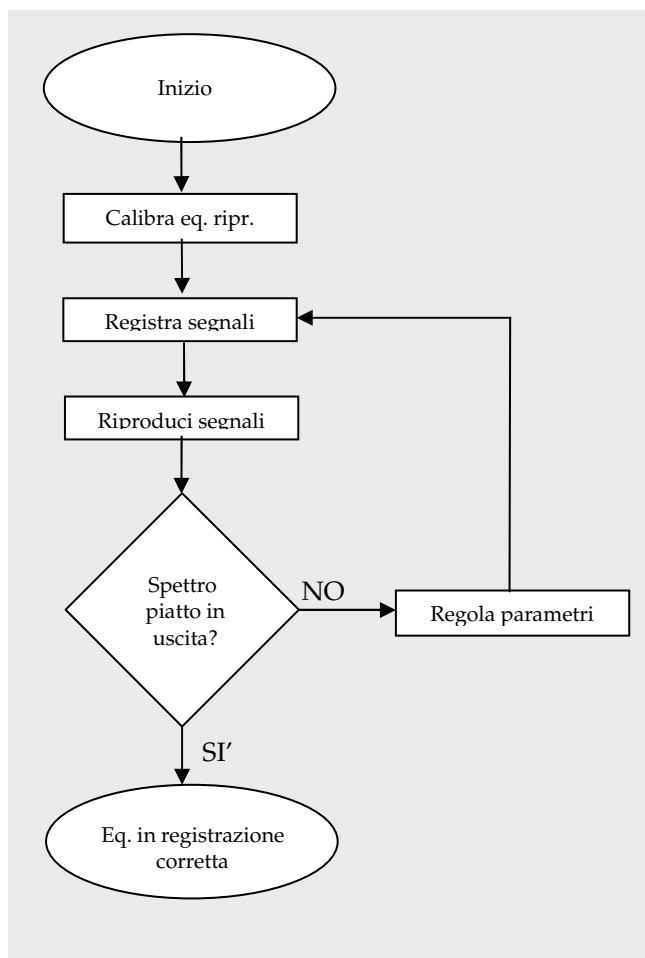 Inizio
Calibra eq. ripr.
Registra segnali
Riproduci segnali
Spettro
piatto in
uscita?
NO
Regola parametri
SI’
Eq. in registrazione
corretta